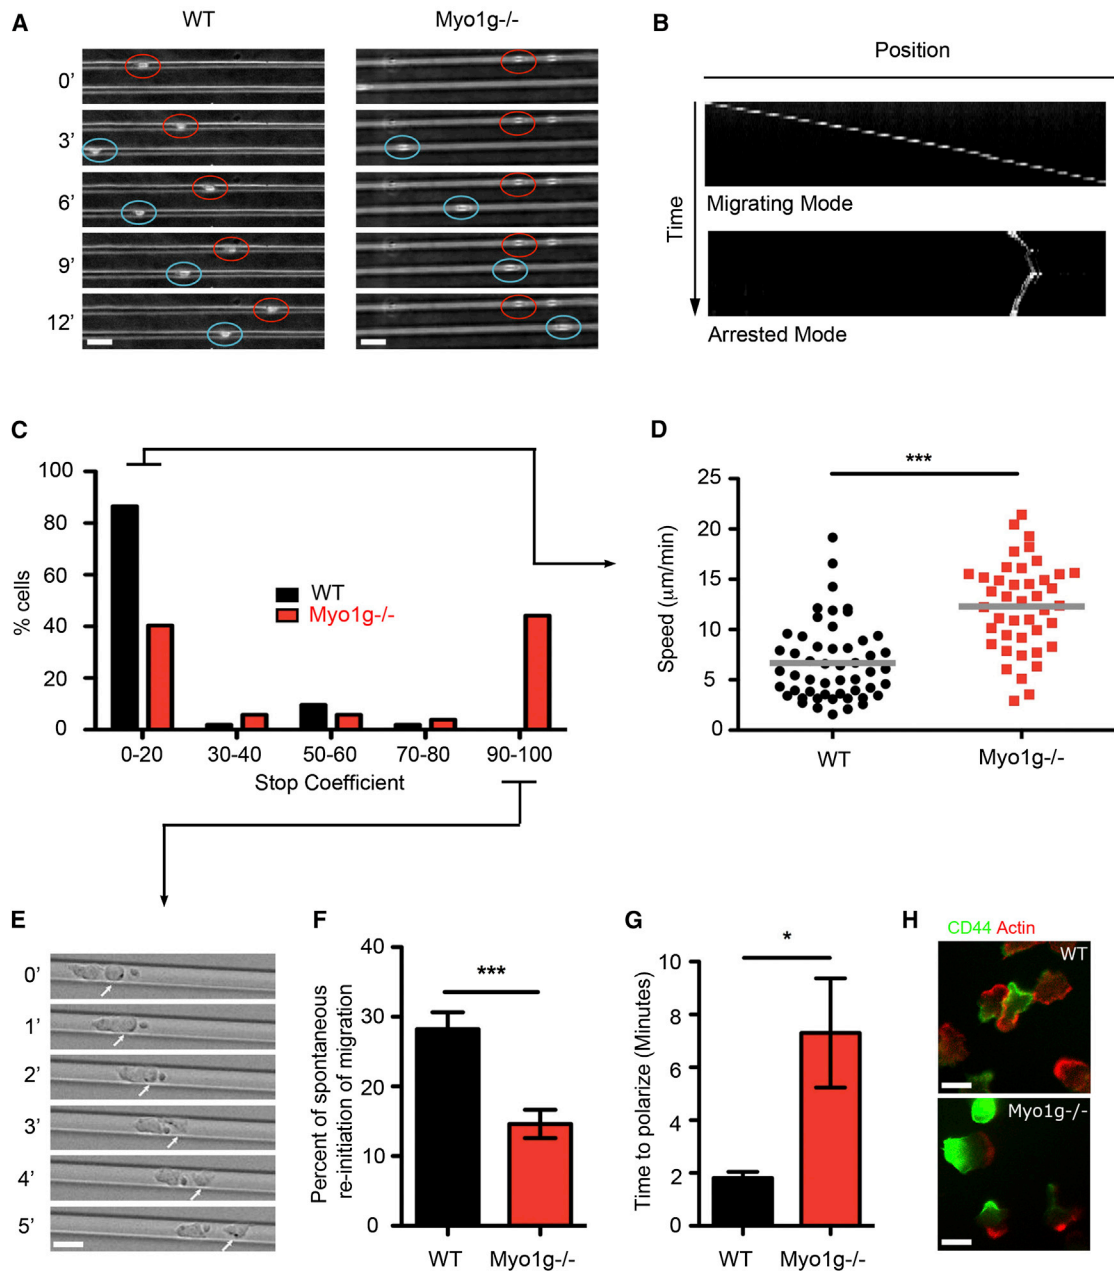 A
WT
Myo1g-/-
0'
3'
6'
9'
12'
B
Position
Time
Migrating Mode
Arrested Mode
C
100
80
60
40
20
0
% cells
WT
Myo1g-/-
0-20
30-40
50-60
70-80
90-100
Stop Coefficient
D
***
25
20
15
10
5
0
Speed (µm/min)
WT
Myo1g-/-
E
0'
1'
2'
3'
4'
5'
F
40
30
20
10
0
Percent of spontaneous
re-initiation of migration
***
WT
Myo1g-/-
G
*
10
8
6
4
2
0
Time to polarize (Minutes)
WT
Myo1g-/-
H
CD44 Actin
WT
Myo1g-/-